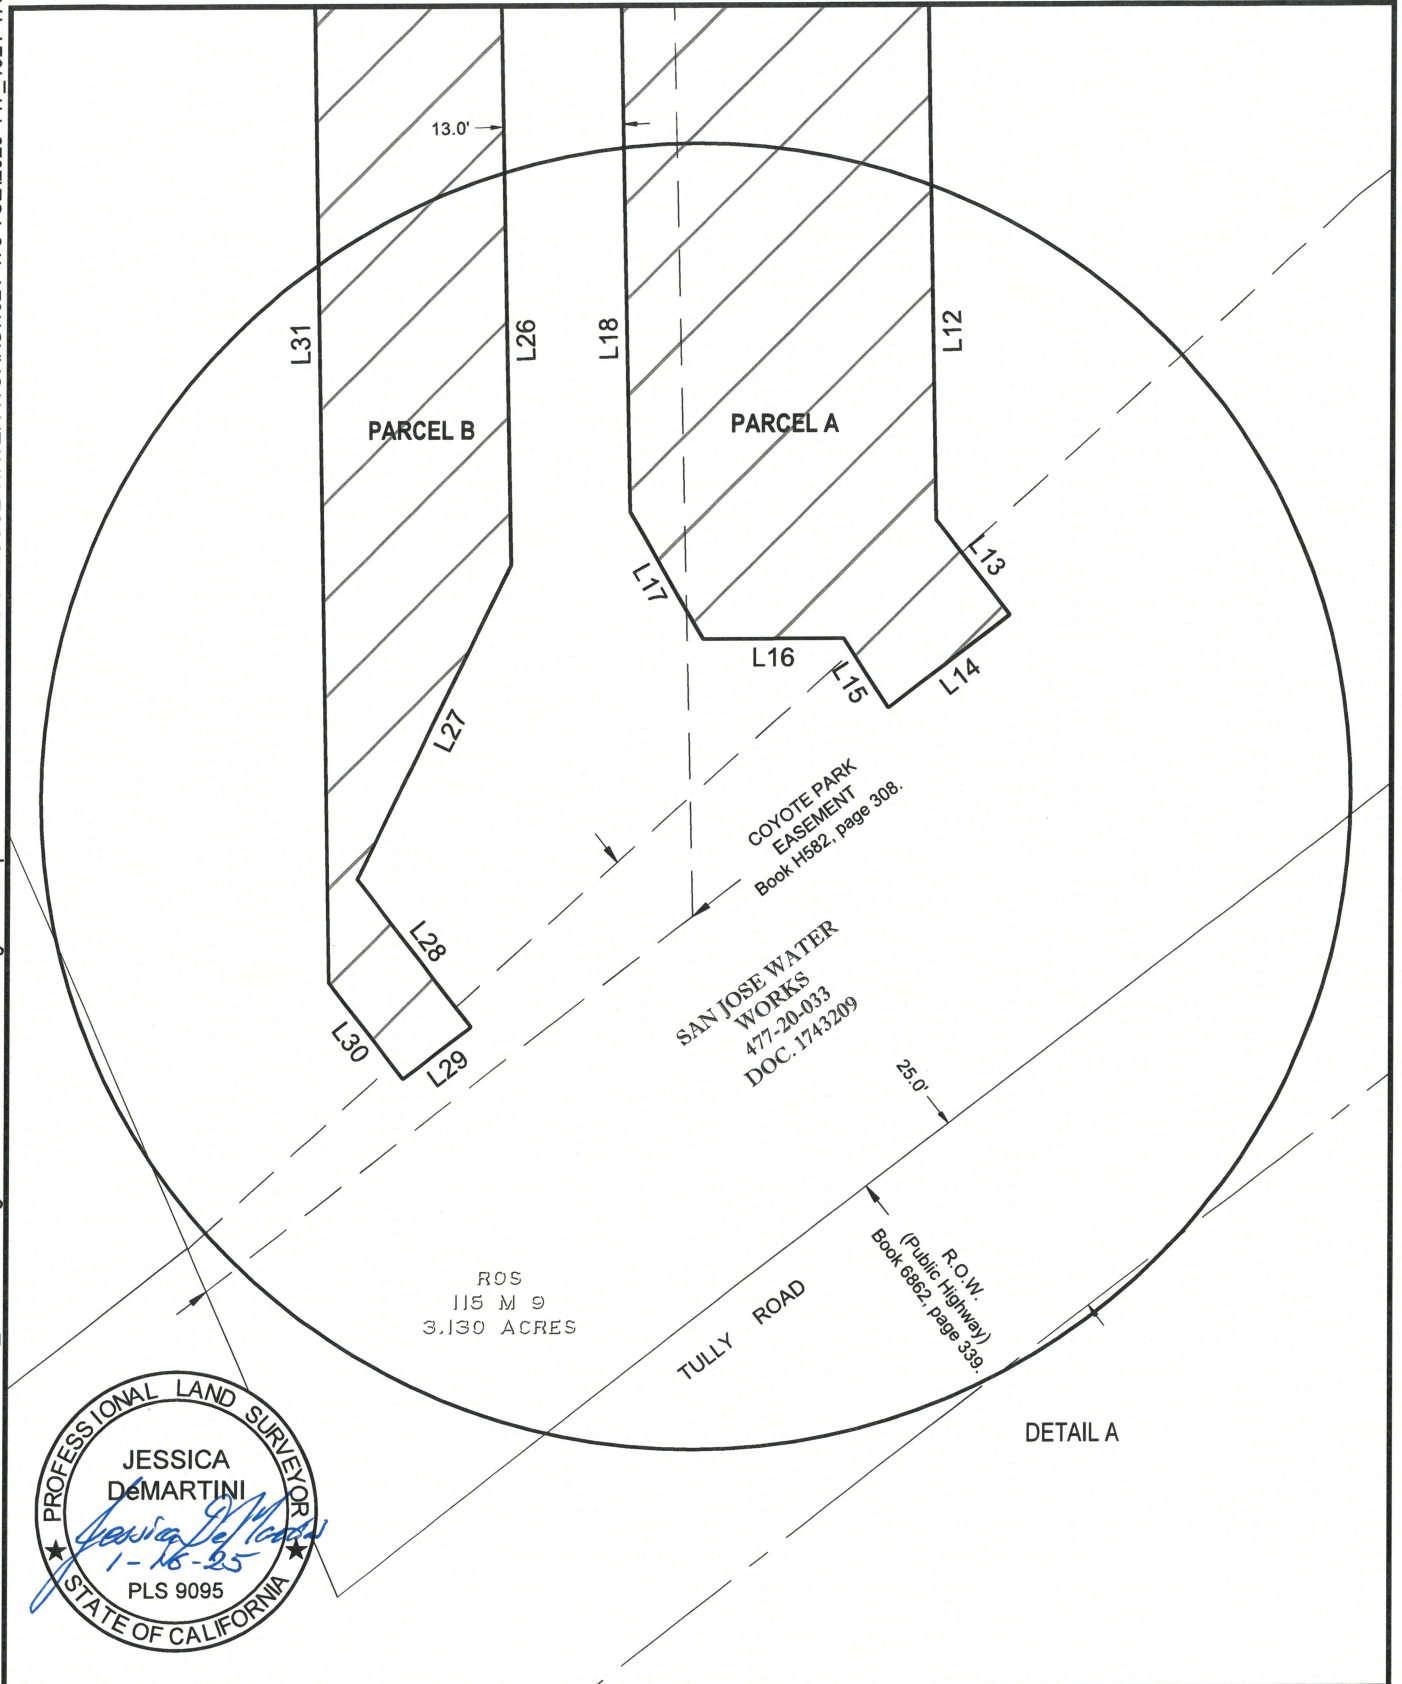 13.0'
L31
L26
L18
L12
PARCEL B
PARCEL A
L13
L17
L16
L15
L14
L27
COYOTE PARK
EASEMENT
Book H582, page 308.
L28
SAN JOSE WATER
WORKS
477-20-033
DOC. 1743209
L30
L29
25.0'
R.O.W.
(Public Highway)
Book 6862, page 339.
ROS
115 M 9
3.130 ACRES
TULLY ROAD
DETAIL A
PROFESSIONAL LAND SURVEYOR
JESSICA
DeMARTINI
Jessica DeMartini
1-16-25
PLS 9095
STATE OF CALIFORNIA